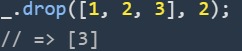 _.drop([1, 2, 3], 2);
// => [3]